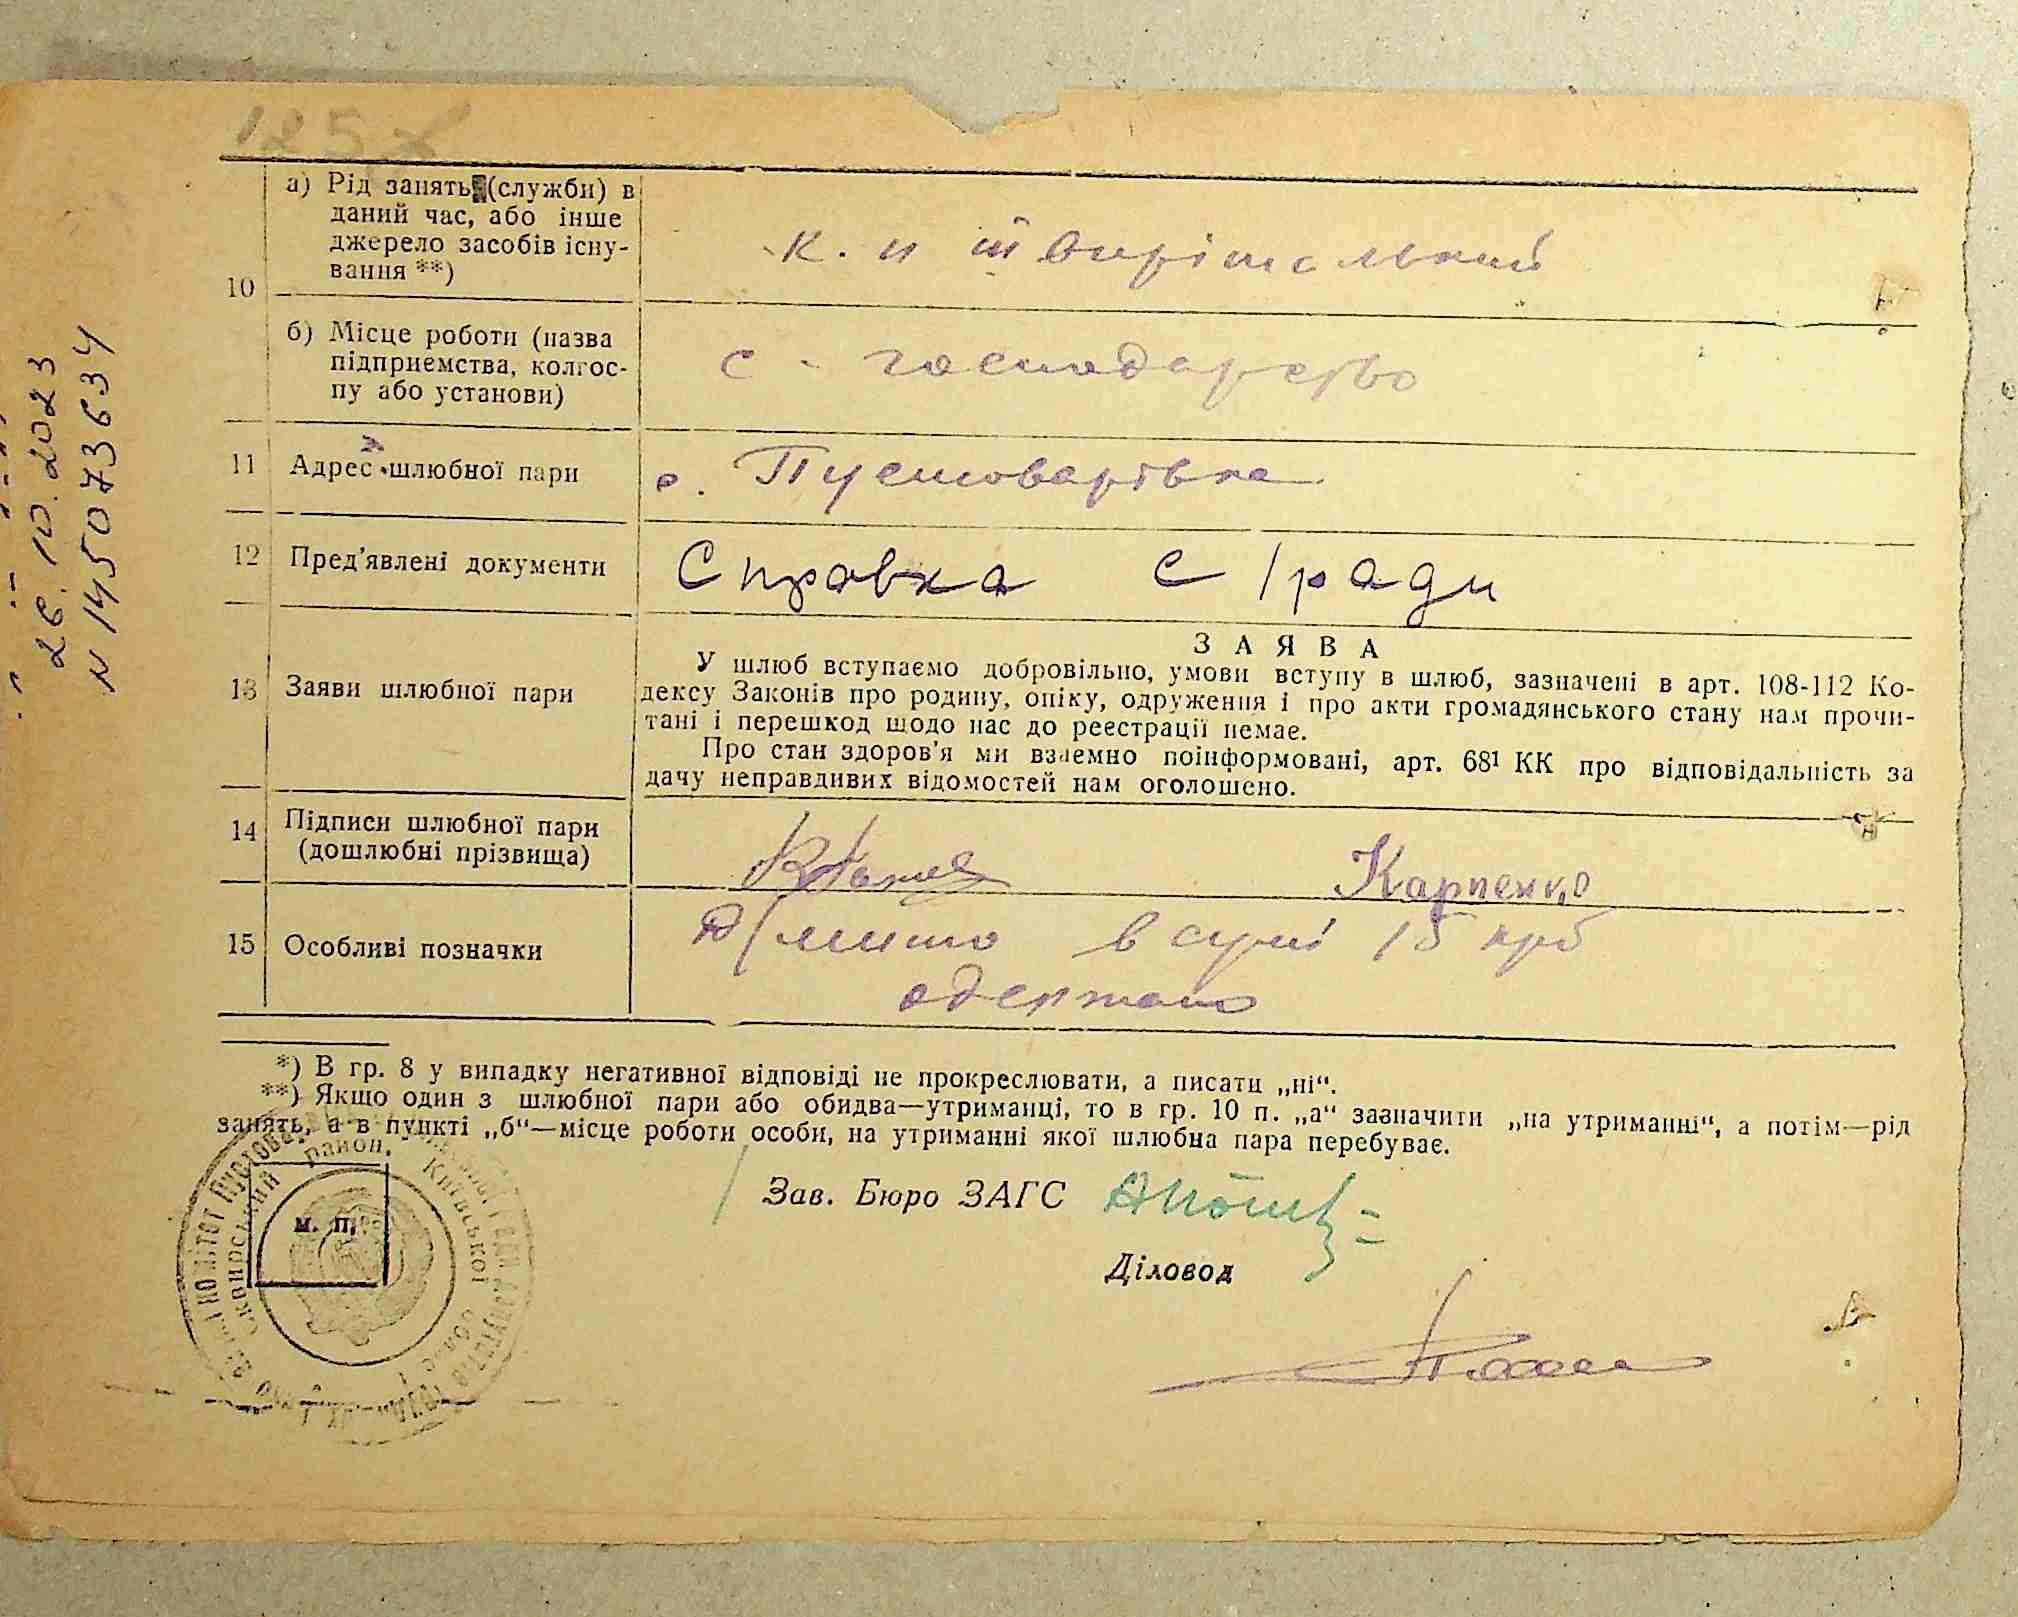 125
10
а) Рід занять (служби) в
даний час, або інше
джерело засобів існу-
вання **)
к. и
б) Місце роботи (назва
підприємства, колгос-
пу або установи)
с - господарство
11 Адрес шлюбної пари с. Пустоварівка
12 Пред'явлені документи Справка с/ради
13 Заяви шлюбної пари
ЗАЯВА
У шлюб вступаємо добровільно, умови вступу в шлюб, зазначені в арт. 108-112 Ко-
дексу Законів про родину, опіку, одруження і про акти громадянського стану нам прочи-
тані і перешкод щодо нас до реєстрації немає.
Про стан здоров'я ми взаємно поінформовані, арт. 68¹ КК про відповідальність за
дачу неправдивих відомостей нам оголошено.
14 Підписи шлюбної пари
(дошлюбні прізвища)
Карпенко
15 Особливі позначки
Д/мито в сумі 15 крб
одержано
*) В гр. 8 у випадку негативної відповіді не прокреслювати, а писати „ні“.
**) Якщо один з шлюбної пари або обидва—утриманці, то в гр. 10 п. „а“ зазначити „на утриманні“, а потім—рід
занять, а в пункті „б“—місце роботи особи, на утриманні якої шлюбна пара перебуває.
Зав. Бюро ЗАГС
Діловод
м. п.
район. Київської
Сквирський
26.10.2023
N 145073634